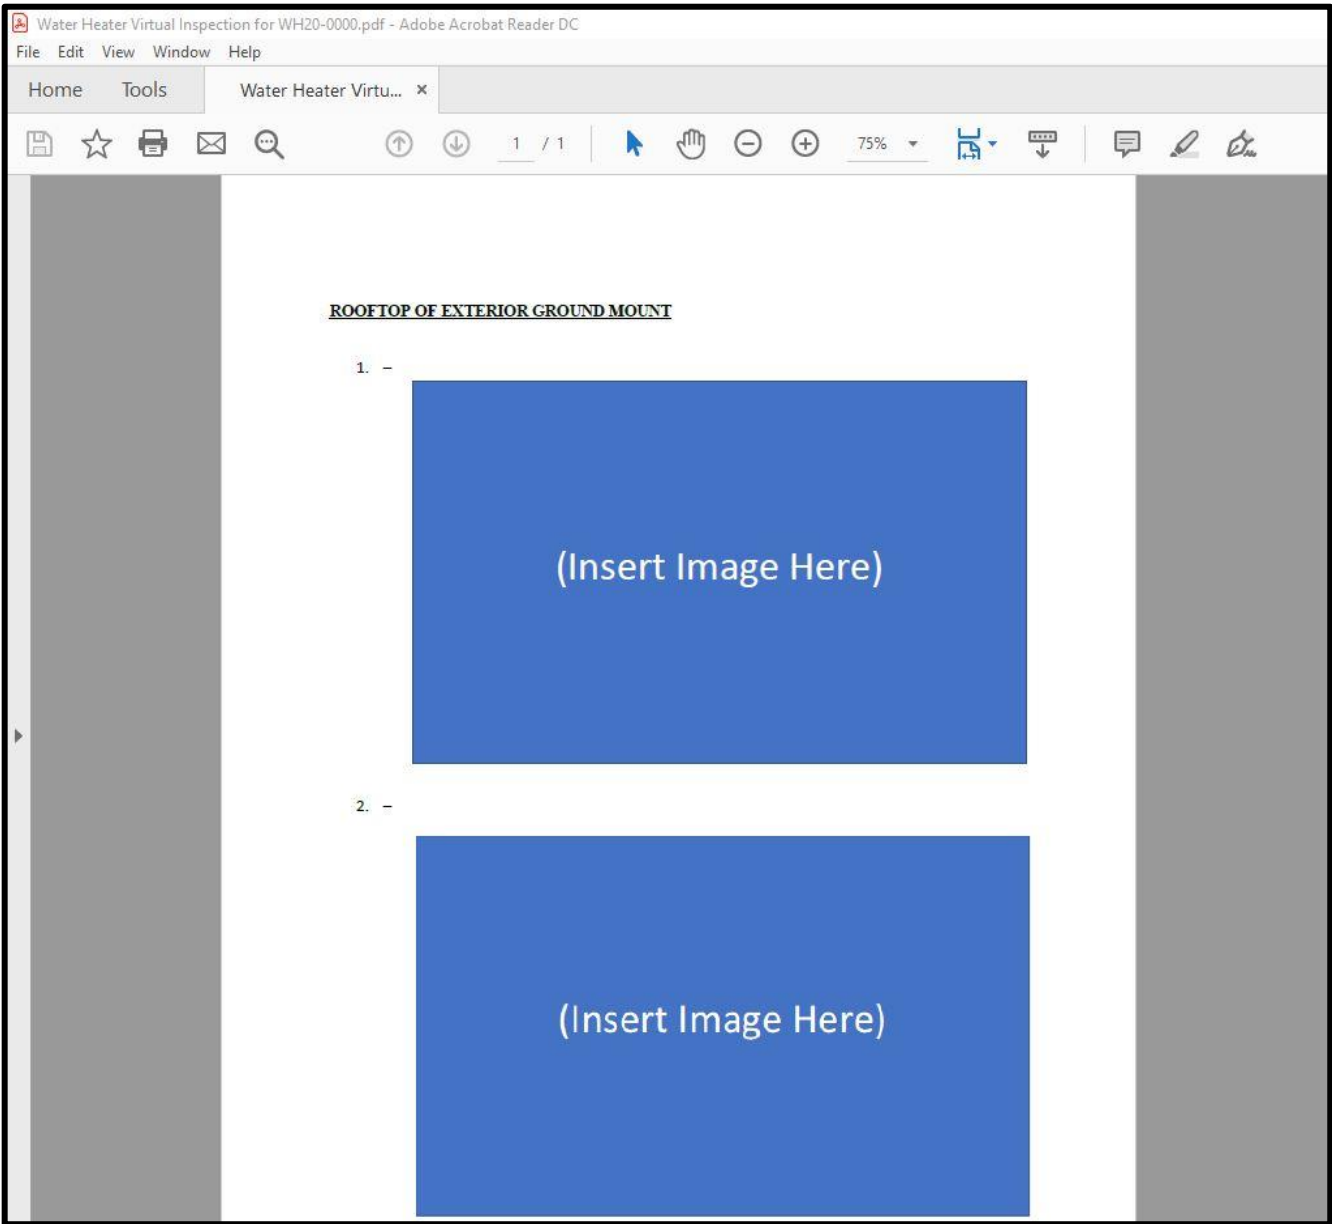 Water Heater Virtual Inspection for WH20-0000.pdf - Adobe Acrobat Reader DC
File Edit View Window Help
Home Tools Water Heater Virtu... ×
1 / 1 75%
ROOFTOP OF EXTERIOR GROUND MOUNT
1. –
(Insert Image Here)
2. –
(Insert Image Here)